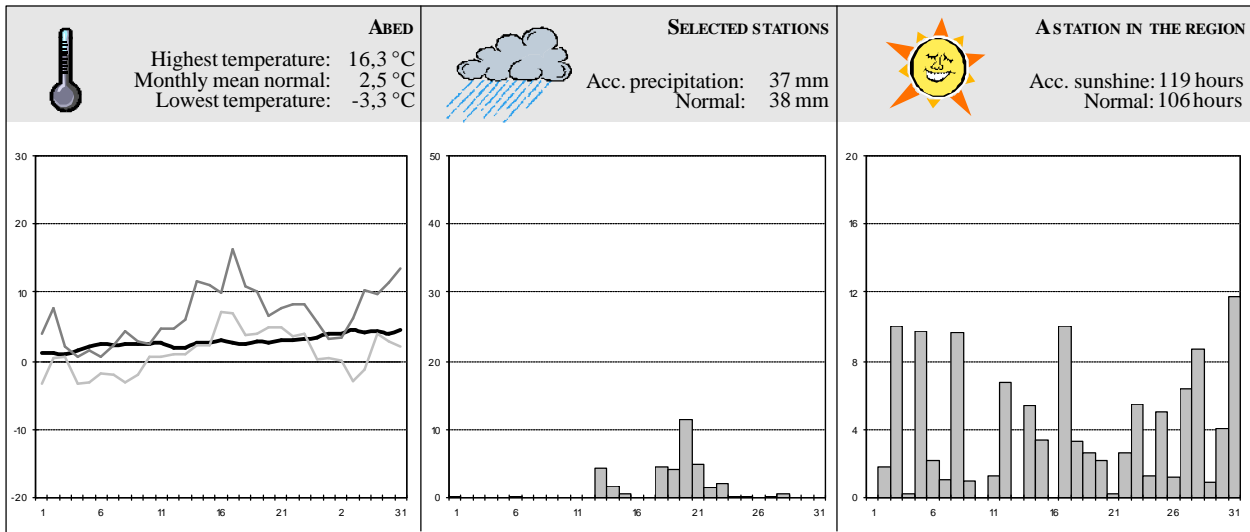 ABED
Highest temperature: 16,3 °C
Monthly mean normal: 2,5 °C
Lowest temperature: -3,3 °C
SELECTED STATIONS
Acc. precipitation: 37 mm
Normal: 38 mm
A STATION IN THE REGION
Acc. sunshine: 119 hours
Normal: 106 hours
30
20
10
0
-10
-20
1 6 11 16 21 2 31
50
40
30
20
10
0
1 6 11 16 21 26 31
20
16
12
8
4
0
1 6 11 16 21 26 31